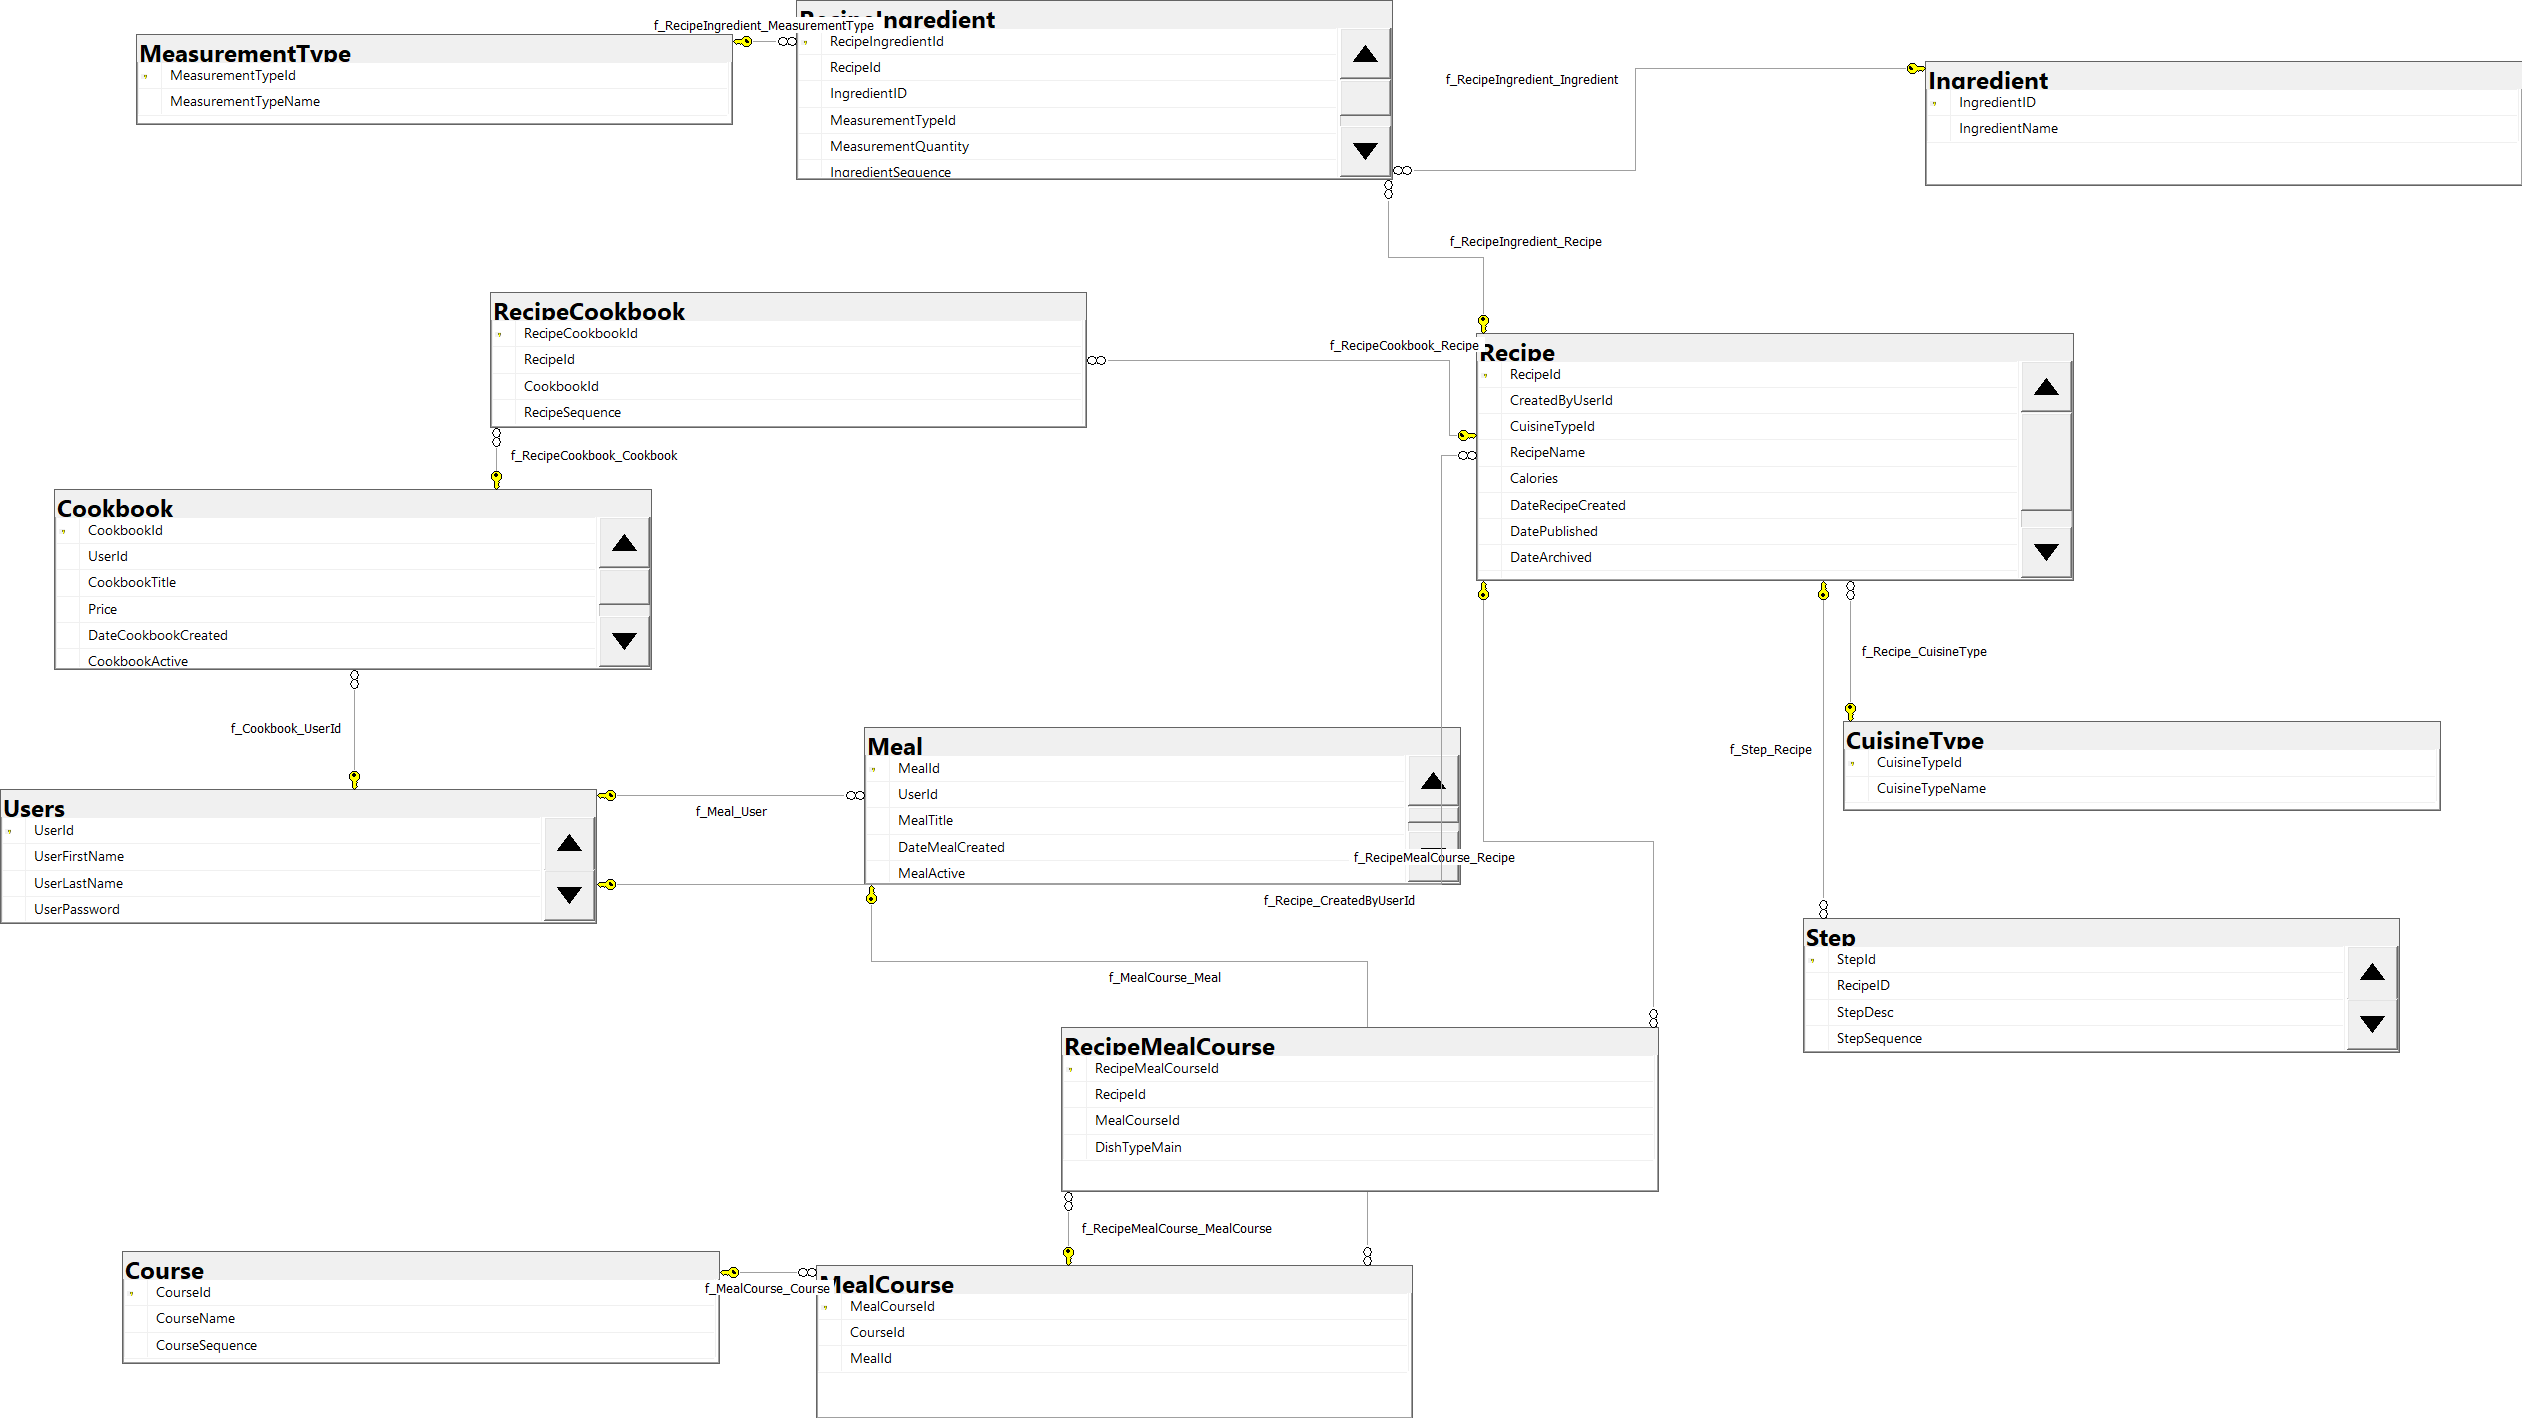 f_RecipeIngredient_MeasurementType
RecipeIngredient
RecipeIngredientId
RecipeId
IngredientID
MeasurementTypeId
MeasurementQuantity
IngredientSequence
MeasurementType
MeasurementTypeId
MeasurementTypeName
f_RecipeIngredient_Ingredient
Ingredient
IngredientID
IngredientName
f_RecipeIngredient_Recipe
RecipeCookbook
RecipeCookbookId
RecipeId
CookbookId
RecipeSequence
f_RecipeCookbook_Recipe
Recipe
RecipeId
CreatedByUserId
CuisineTypeId
RecipeName
Calories
DateRecipeCreated
DatePublished
DateArchived
f_RecipeCookbook_Cookbook
Cookbook
CookbookId
UserId
CookbookTitle
Price
DateCookbookCreated
CookbookActive
f_Recipe_CuisineType
f_Cookbook_UserId
f_Step_Recipe
CuisineType
CuisineTypeId
CuisineTypeName
Users
UserId
UserFirstName
UserLastName
UserPassword
f_Meal_User
Meal
MealId
UserId
MealTitle
DateMealCreated
MealActive
f_RecipeMealCourse_Recipe
f_Recipe_CreatedByUserId
Step
StepId
RecipeID
StepDesc
StepSequence
f_MealCourse_Meal
RecipeMealCourse
RecipeMealCourseId
RecipeId
MealCourseId
DishTypeMain
f_RecipeMealCourse_MealCourse
Course
CourseId
CourseName
CourseSequence
f_MealCourse_Course
MealCourse
MealCourseId
CourseId
MealId